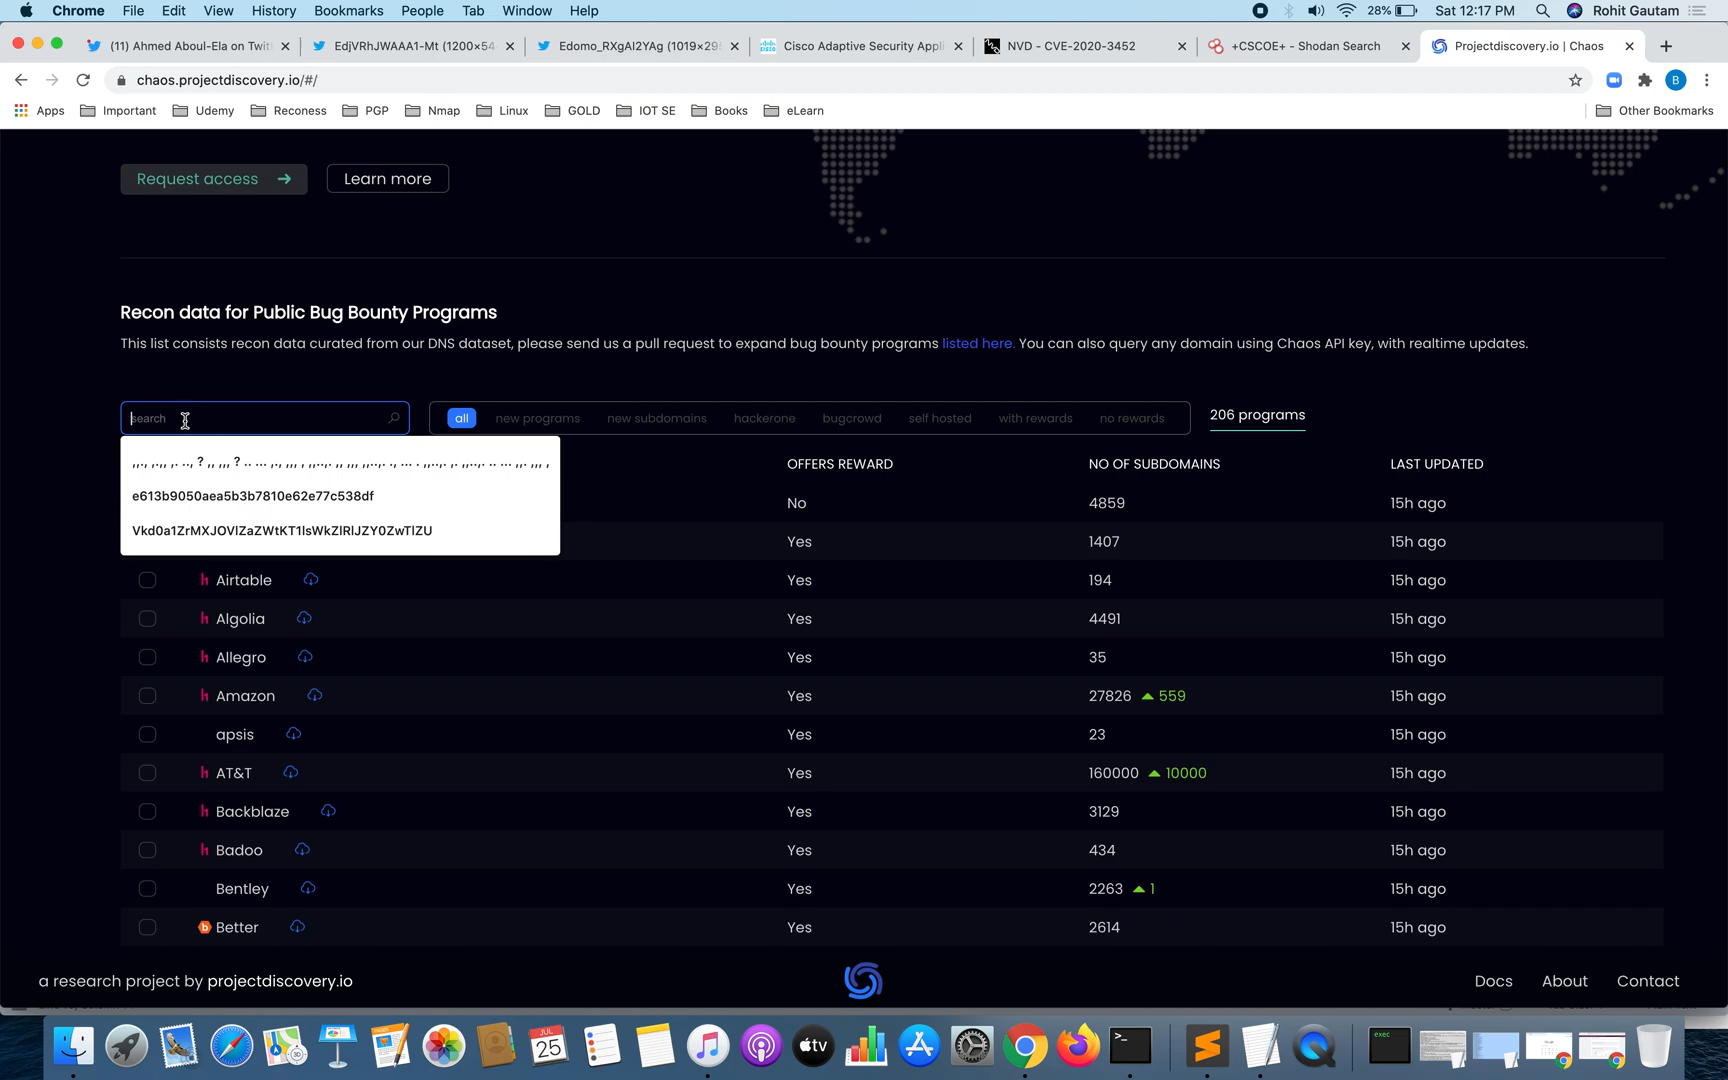 Chrome File Edit View History Bookmarks People Tab Window Help 28% Sat 12:17 PM Rohit Gautam
(11) Ahmed Aboul-Ela on Twit EdjVRhJWAAA1-Mt (1200×54 Edomo_RXgAI2YAg (1019×29 Cisco Adaptive Security Appli NVD - CVE-2020-3452 +CSCOE+ - Shodan Search Projectdiscovery.io | Chaos
chaos.projectdiscovery.io/#/ B
Apps Important Udemy Reconess PGP Nmap Linux GOLD IOT SE Books eLearn Other Bookmarks
Request access → Learn more
Recon data for Public Bug Bounty Programs
This list consists recon data curated from our DNS dataset, please send us a pull request to expand bug bounty programs listed here. You can also query any domain using Chaos API key, with realtime updates.
search all new programs new subdomains hackerone bugcrowd self hosted with rewards no rewards 206 programs
OFFERS REWARD NO OF SUBDOMAINS LAST UPDATED
e613b9050aea5b3b7810e62e77c538df
No 4859 15h ago
Yes 1407 15h ago
h Airtable Yes 194 15h ago
h Algolia Yes 4491 15h ago
h Allegro Yes 35 15h ago
h Amazon Yes 27826 559 15h ago
apsis Yes 23 15h ago
h AT&T Yes 160000 10000 15h ago
h Backblaze Yes 3129 15h ago
h Badoo Yes 434 15h ago
Bentley Yes 2263 1 15h ago
b Better Yes 2614 15h ago
a research project by projectdiscovery.io Docs About Contact
JUL
25
tv
exec